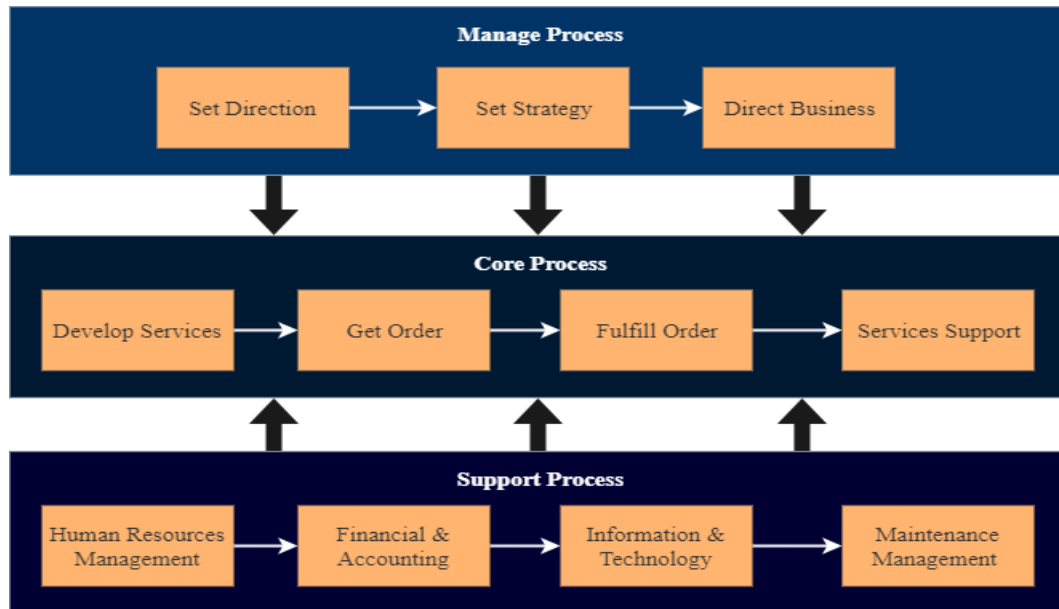 Manage Process
Set Direction
Set Strategy
Direct Business
Core Process
Develop Services
Get Order
Fulfill Order
Services Support
Support Process
Human Resources
Management
Financial &
Accounting
Information &
Technology
Maintenance
Management